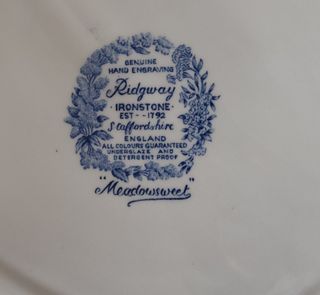 GENUINE
HAND ENGRAVING
Ridgway
·IRONSTONE·
EST--1792
Staffordshire
ENGLAND
ALL COLOURS GUARANTEED
UNDERGLAZE AND
DETERGENT PROOF
"Meadowsweet"